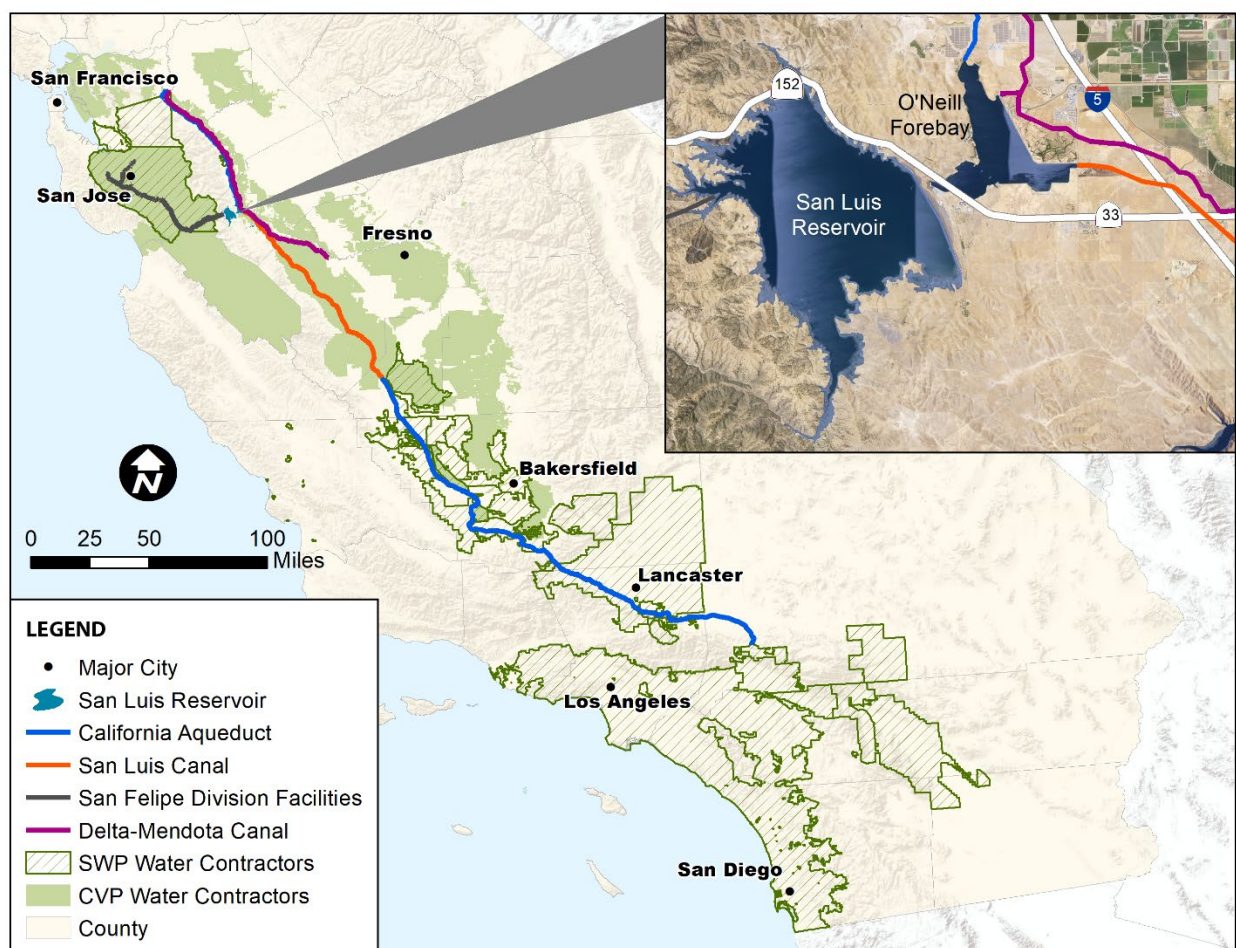 San Francisco
San Jose
Fresno
Bakersfield
Lancaster
Los Angeles
San Diego
152
5
O'Neill
Forebay
San Luis
Reservoir
33
N
0 25 50 100
Miles
LEGEND
Major City
San Luis Reservoir
California Aqueduct
San Luis Canal
San Felipe Division Facilities
Delta-Mendota Canal
SWP Water Contractors
CVP Water Contractors
County